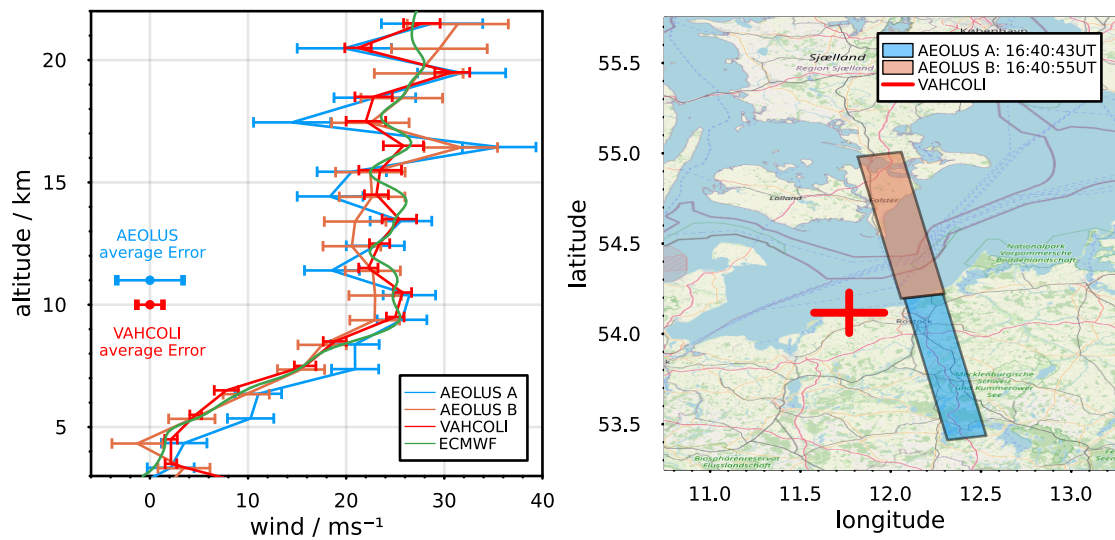 20
15
10
5
altitude / km
AEOLUS
average Error
VAHCOLI
average Error
AEOLUS A
AEOLUS B
VAHCOLI
ECMWF
0
10
20
30
40
wind / ms⁻¹
AEOLUS A: 16:40:43UT
AEOLUS B: 16:40:55UT
VAHCOLI
Sjælland
Region Sjælland
Lolland
Nationalpark
Vorpommersche
Boddenlandschaft
Rostock
Mecklenburgische
Schweiz
und Kummerower
See
Biosphärenreservat
Flusslandschaft
55.5
55.0
54.5
54.0
53.5
latitude
11.0
11.5
12.0
12.5
13.0
longitude